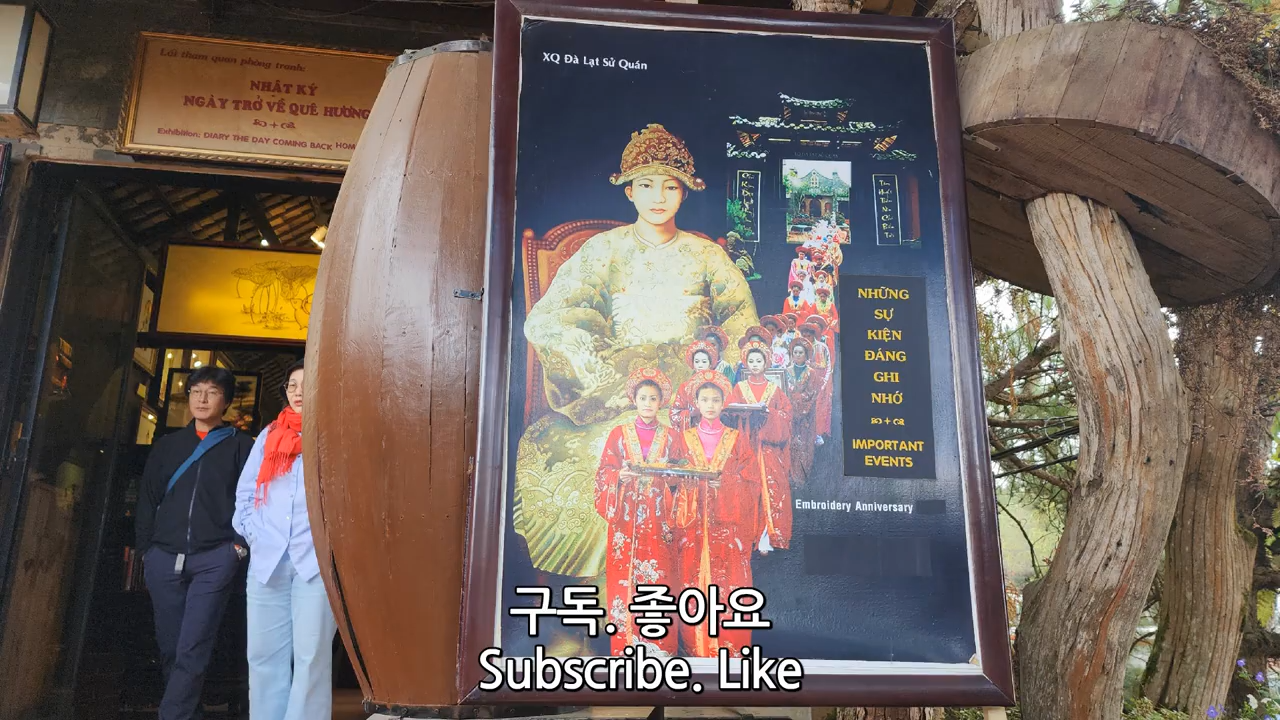 Lối tham quan phòng tranh:
NHẬT KÝ
NGÀY TRỞ VỀ QUÊ HƯƠNG
Exhibition: DIARY THE DAY COMING BACK HOM
XQ Đà Lạt Sử Quán
NHỮNG
SỰ
KIỆN
ĐÁNG
GHI
NHỚ
IMPORTANT
EVENTS
Embroidery Anniversary
구독. 좋아요
Subscribe. Like